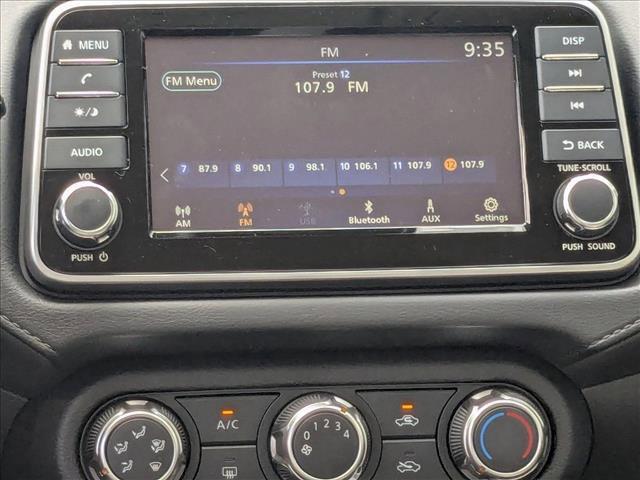 MENU
AUDIO
VOL
PUSH
FM
9:35
FM Menu
Preset 12
107.9 FM
7 87.9 8 90.1 9 98.1 10 106.1 11 107.9 12 107.9
AM FM USB Bluetooth AUX Settings
DISP
BACK
TUNE·SCROLL
PUSH SOUND
A/C
0 1 2 3 4